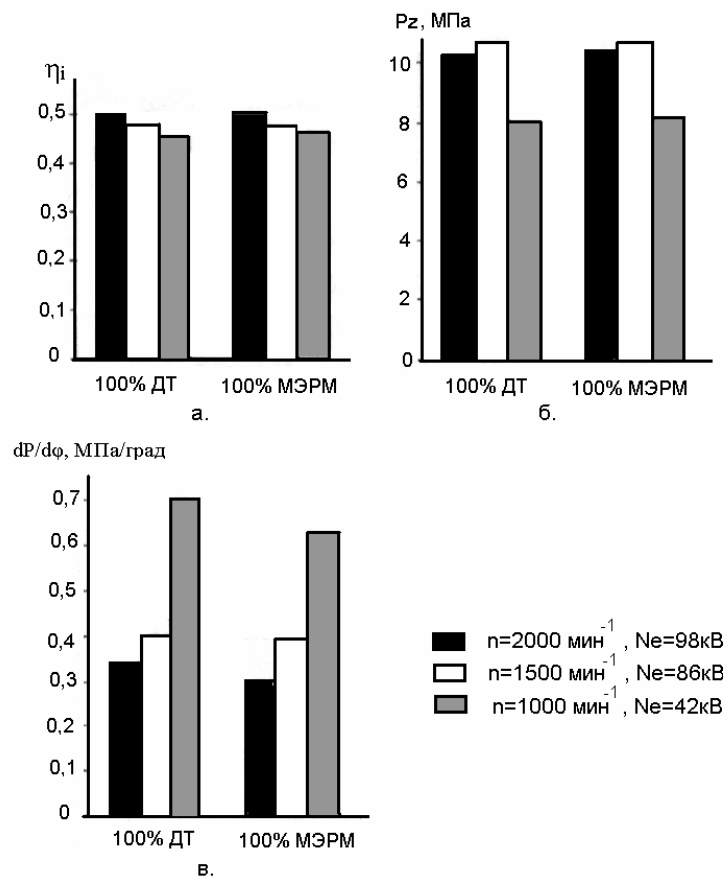 ηi
0,5
0,4
0,3
0,2
0,1
0
100% ДТ 100% МЭРМ
а.
Pz, МПа
10
8
6
4
2
0
100% ДТ 100% МЭРМ
б.
dP/dφ, МПа/град
0,7
0,6
0,5
0,4
0,3
0,2
0,1
0
100% ДТ 100% МЭРМ
в.
n=2000 мин⁻¹, Ne=98кВ
n=1500 мин⁻¹, Ne=86кВ
n=1000 мин⁻¹, Ne=42кВ